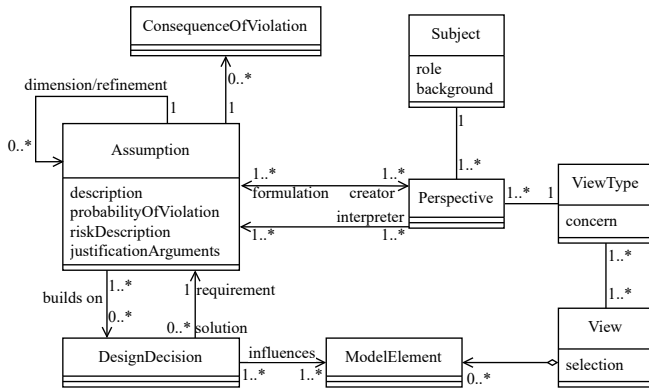 ConsequenceOfViolation
Subject
role
background
dimension/refinement
0..*
1
1
0..*
1
1..*
Assumption
description
probabilityOfViolation
riskDescription
justificationArguments
1..*
1..*
formulation
creator
interpreter
1..*
1..*
Perspective
1..*
1
ViewType
concern
1..*
1..*
builds on
1..*
0..*
1
requirement
0..*
solution
DesignDecision
influences
1..*
1..*
ModelElement
0..*
View
selection